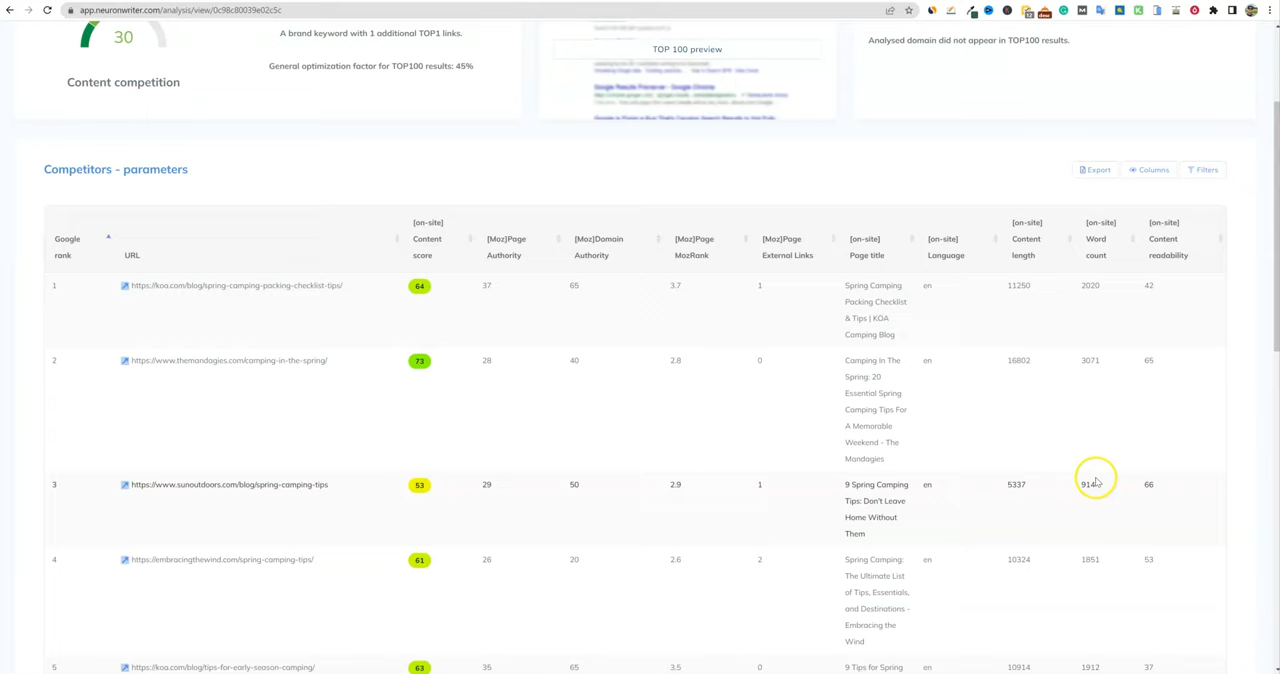 app.neuronwriter.com/analysis/view/0c98c80039e02c5c
30
Content competition
A brand keyword with 1 additional TOP1 links.
General optimization factor for TOP100 results: 45%
TOP 100 preview
Google Results Previewer - Google Chrome
Analysed domain did not appear in TOP100 results.
Competitors - parameters
Export
Columns
Filters
Google rank
URL
[on-site] Content score
[Moz]Page Authority
[Moz]Domain Authority
[Moz]Page MozRank
[Moz]Page External Links
[on-site] Page title
[on-site] Language
[on-site] Content length
[on-site] Word count
[on-site] Content readability
1 https://koa.com/blog/spring-camping-packing-checklist-tips/ 64 37 65 3.7 1 Spring Camping en 11250 2020 42
Packing Checklist
& Tips | KOA
Camping Blog
2 https://www.themandagies.com/camping-in-the-spring/ 73 28 40 2.8 0 Camping In The en 16802 3071 65
Spring: 20
Essential Spring
Camping Tips For
A Memorable
Weekend - The
Mandagies
3 https://www.sunoutdoors.com/blog/spring-camping-tips 53 29 50 2.9 1 9 Spring Camping en 5337 914 66
Tips: Don't Leave
Home Without
Them
4 https://embracingthewind.com/spring-camping-tips/ 61 26 20 2.6 2 Spring Camping: en 10324 1851 53
The Ultimate List
of Tips, Essentials,
and Destinations -
Embracing the
Wind
5 https://koa.com/blog/tips-for-early-season-camping/ 63 35 65 3.5 0 9 Tips for Spring en 10914 1912 37